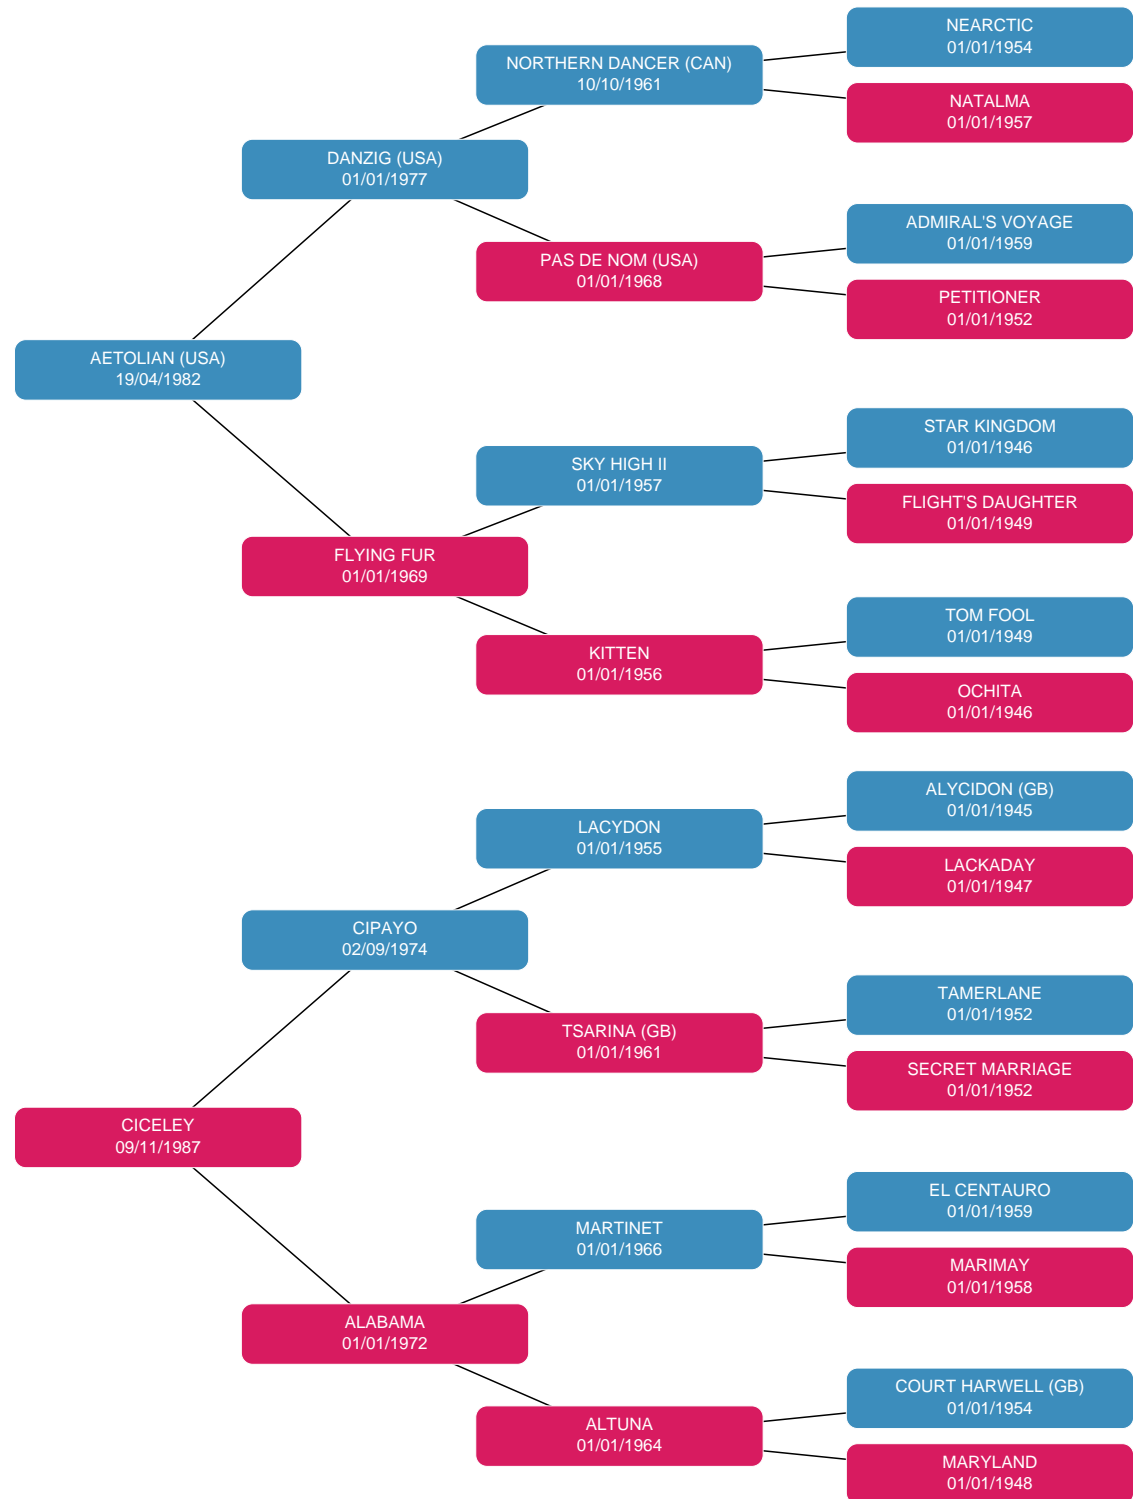 NEARCTIC
01/01/1954
NORTHERN DANCER (CAN)
10/10/1961
NATALMA
01/01/1957
DANZIG (USA)
01/01/1977
ADMIRAL'S VOYAGE
01/01/1959
PAS DE NOM (USA)
01/01/1968
PETITIONER
01/01/1952
AETOLIAN (USA)
19/04/1982
STAR KINGDOM
01/01/1946
SKY HIGH II
01/01/1957
FLIGHT'S DAUGHTER
01/01/1949
FLYING FUR
01/01/1969
TOM FOOL
01/01/1949
KITTEN
01/01/1956
OCHITA
01/01/1946
ALYCIDON (GB)
01/01/1945
LACYDON
01/01/1955
LACKADAY
01/01/1947
CIPAYO
02/09/1974
TAMERLANE
01/01/1952
TSARINA (GB)
01/01/1961
SECRET MARRIAGE
01/01/1952
CICELEY
09/11/1987
EL CENTAURO
01/01/1959
MARTINET
01/01/1966
MARIMAY
01/01/1958
ALABAMA
01/01/1972
COURT HARWELL (GB)
01/01/1954
ALTUNA
01/01/1964
MARYLAND
01/01/1948